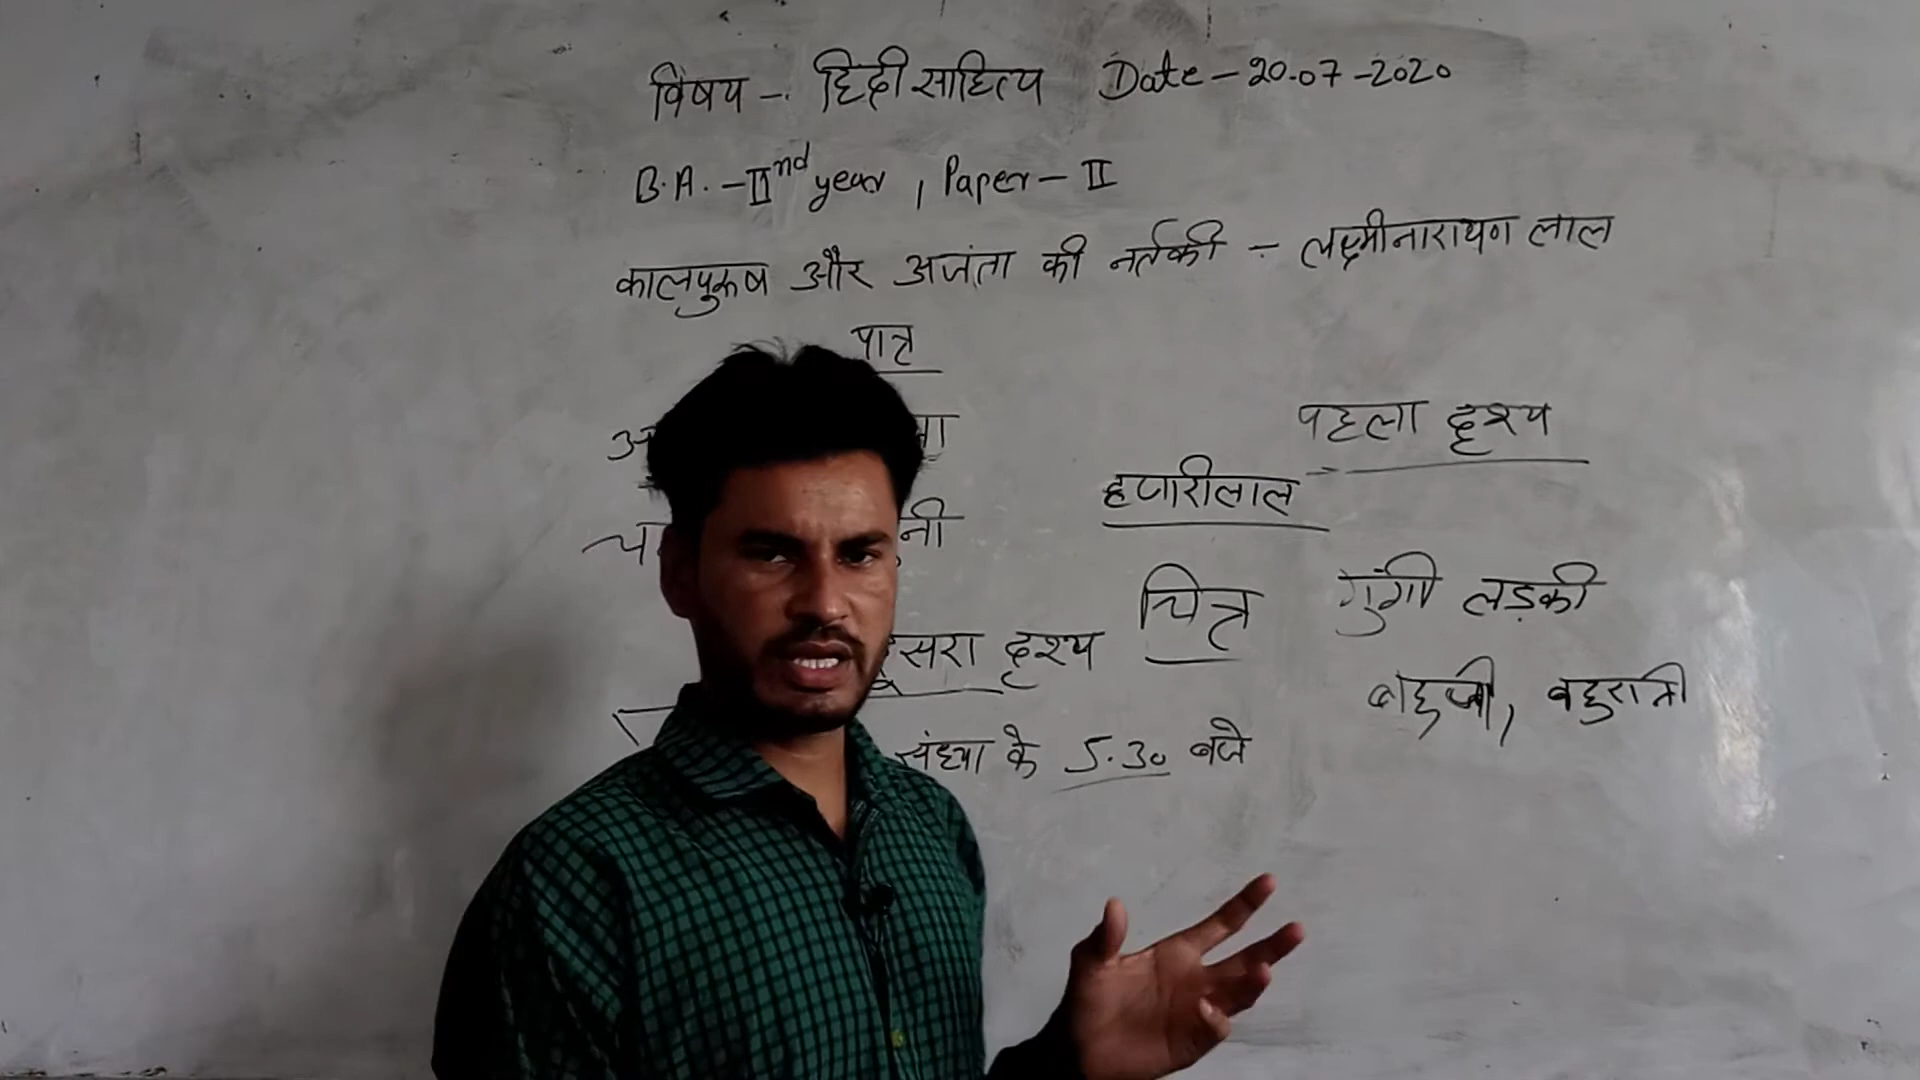 विषय -. हिंदी साहित्य Date - 20.07-2020
B.A. - IInd year, Paper - II
कालपुरूष और अजंता की नर्तकी - लक्ष्मीनारायण लाल
पात्र
पहला दृश्य
हजारीलाल
चित्र गुंगी लड़की
दृश्य
संध्या के 5.30 बजे